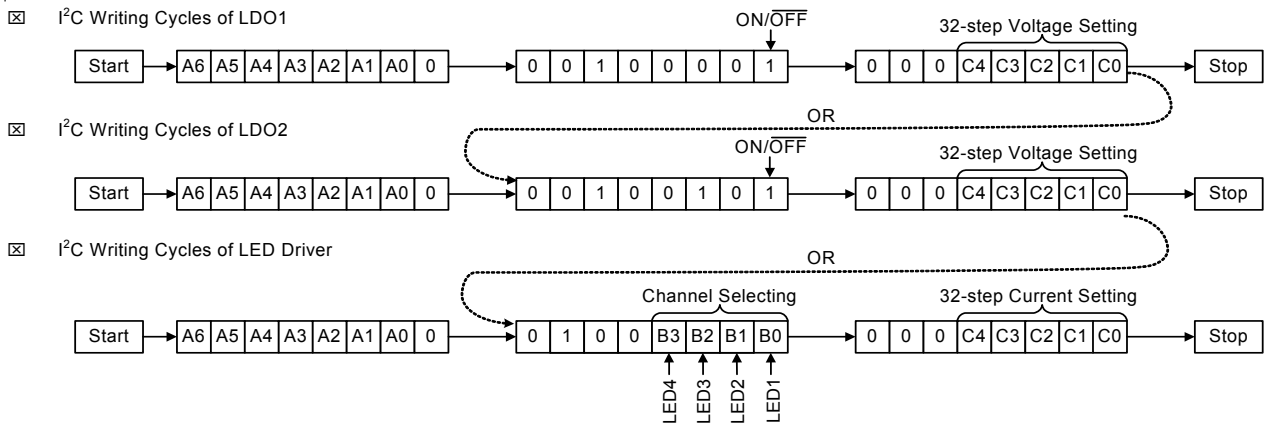 ☒ I²C Writing Cycles of LDO1
ON/OFF
32-step Voltage Setting
Start A6 A5 A4 A3 A2 A1 A0 0 0 0 1 0 0 0 0 1 0 0 0 C4 C3 C2 C1 C0 Stop
OR
☒ I²C Writing Cycles of LDO2
ON/OFF
32-step Voltage Setting
Start A6 A5 A4 A3 A2 A1 A0 0 0 0 1 0 0 1 0 1 0 0 0 C4 C3 C2 C1 C0 Stop
OR
☒ I²C Writing Cycles of LED Driver
Channel Selecting
32-step Current Setting
Start A6 A5 A4 A3 A2 A1 A0 0 0 1 0 0 B3 B2 B1 B0 0 0 0 C4 C3 C2 C1 C0 Stop
LED4
LED3
LED2
LED1